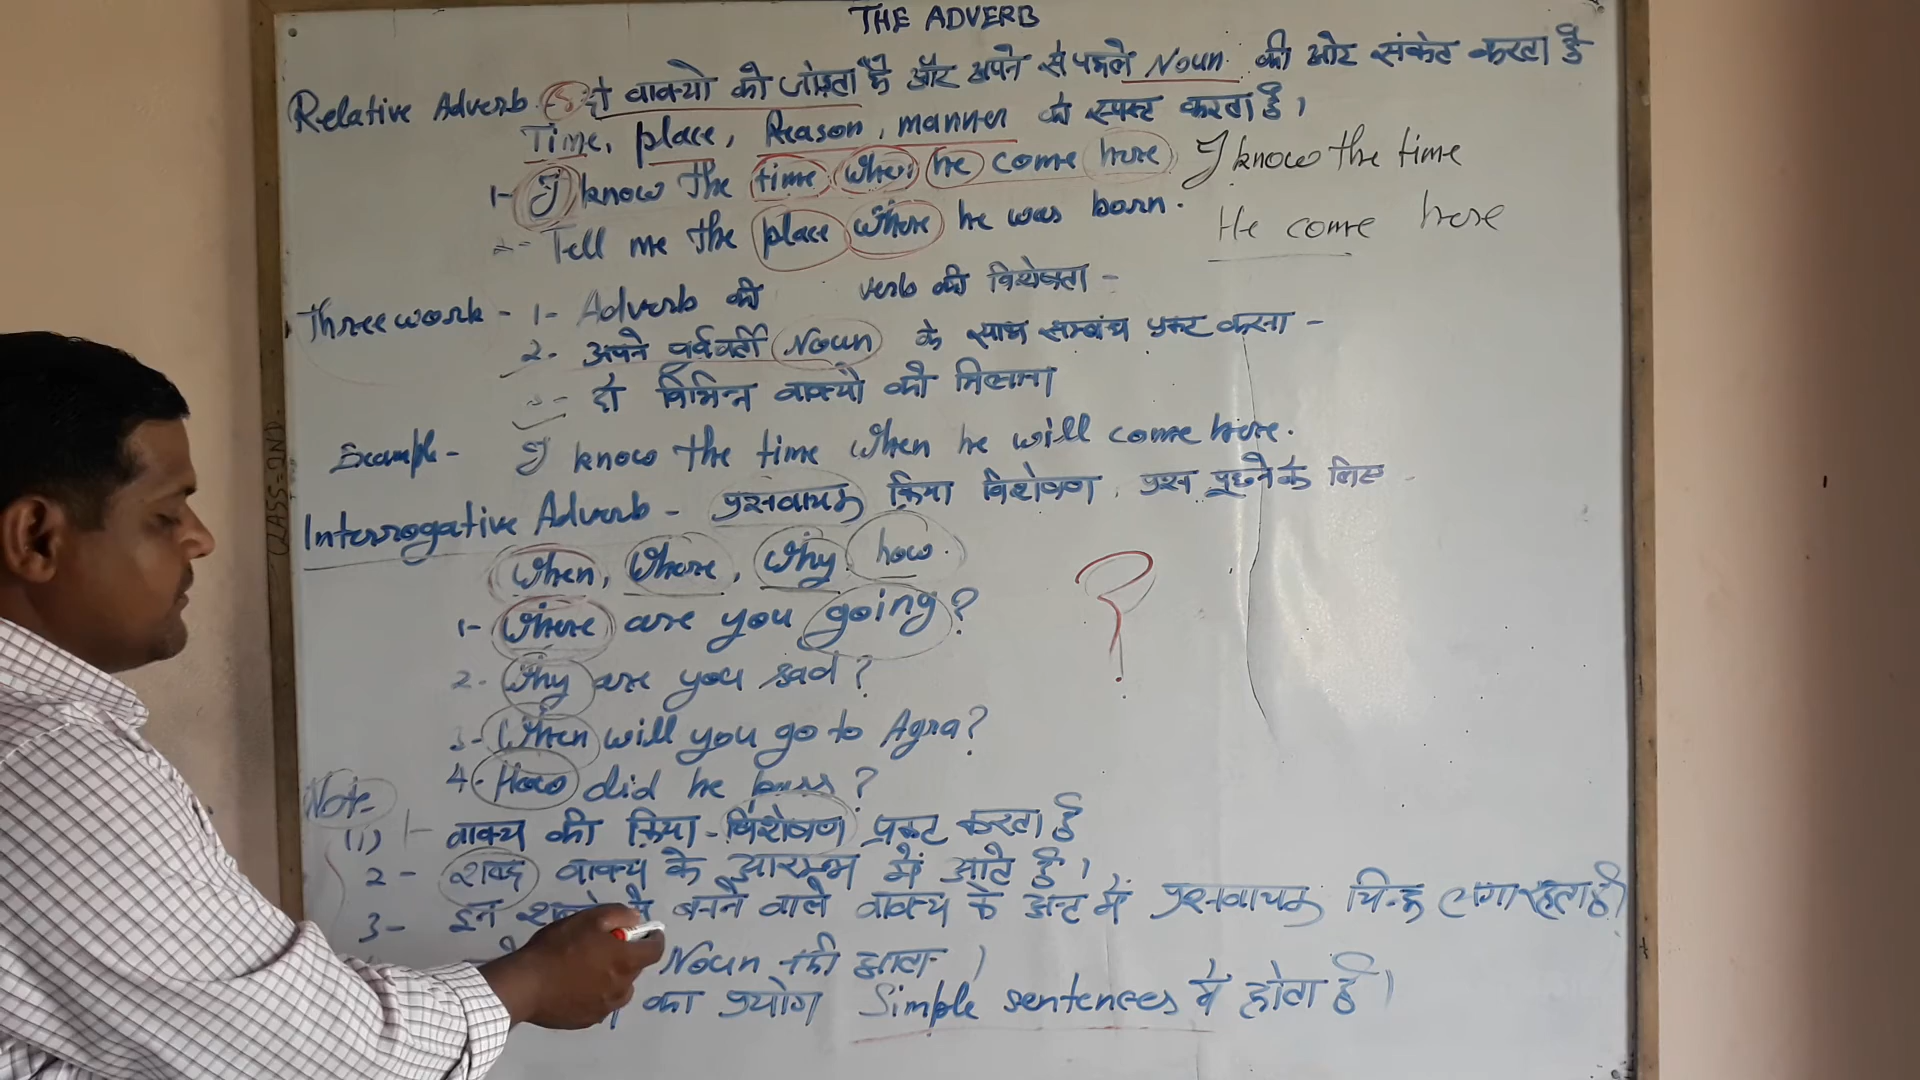 THE ADVERB
Relative Adverb दो वाक्यो को जोड़ता है और अपने से पहले Noun की ओर संकेत करता है
Time, place, Reason, manner को स्पष्ट करता है।
1- I know the time when he come here I know the time
2- Tell me the place where he was born. He come here
Three work - 1- Adverb की verb की विशेषता -
2- अपने पूर्ववर्ती Noun के साथ सम्बंध प्रकट करना -
3- दो विभिन्न वाक्यो को मिलाना
Example- I know the time when he will come here.
Interrogative Adverb - प्रश्नवाचक क्रिया विशेषण, प्रश्न पूछने के लिए -
When, Where, Why, how.
?
1- Where are you going?
2- Why are you sad?
3- When will you go to Agra?
4- How did he ?
Note
(1) 1- वाक्य की क्रिया-विशेषण प्रकट करता है
2- शब्द वाक्य के आरम्भ में आते है।
3- इन बनने वाले वाक्य के अन्त में प्रश्नवाचक चिन्ह लगा रहता है।
Noun नही आता।
का प्रयोग Simple sentences में होता है।
CLASS=2ND